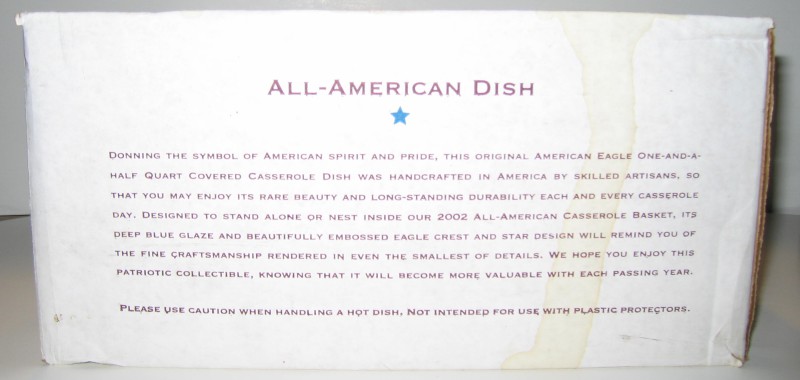 ALL-AMERICAN DISH
DONNING THE SYMBOL OF AMERICAN SPIRIT AND PRIDE, THIS ORIGINAL AMERICAN EAGLE ONE-AND-A-
HALF QUART COVERED CASSEROLE DISH WAS HANDCRAFTED IN AMERICA BY SKILLED ARTISANS, SO
THAT YOU MAY ENJOY ITS RARE BEAUTY AND LONG-STANDING DURABILITY EACH AND EVERY CASSEROLE
DAY. DESIGNED TO STAND ALONE OR NEST INSIDE OUR 2002 ALL-AMERICAN CASSEROLE BASKET, ITS
DEEP BLUE GLAZE AND BEAUTIFULLY EMBOSSED EAGLE CREST AND STAR DESIGN WILL REMIND YOU OF
THE FINE CRAFTSMANSHIP RENDERED IN EVEN THE SMALLEST OF DETAILS. WE HOPE YOU ENJOY THIS
PATRIOTIC COLLECTIBLE, KNOWING THAT IT WILL BECOME MORE VALUABLE WITH EACH PASSING YEAR.
PLEASE USE CAUTION WHEN HANDLING A HOT DISH. NOT INTENDED FOR USE WITH PLASTIC PROTECTORS.